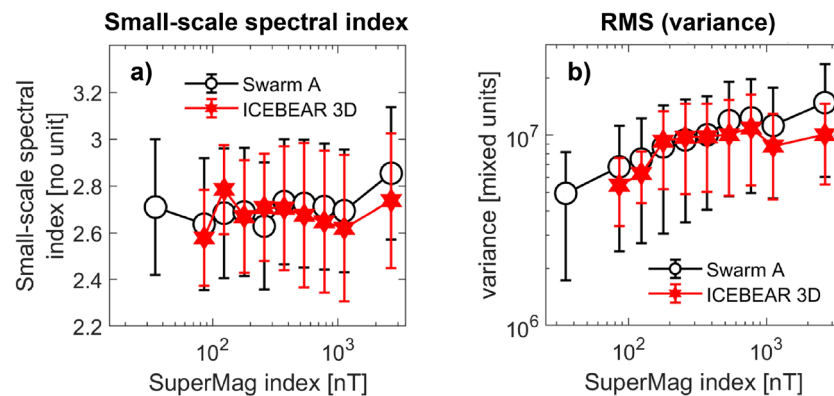 Small-scale spectral index
a)
Swarm A
ICEBEAR 3D
3.2
3
2.8
2.6
2.4
2.2
Small-scale spectral
index [no unit]
10²
10³
SuperMag index [nT]
RMS (variance)
b)
Swarm A
ICEBEAR 3D
10⁷
10⁶
variance [mixed units]
10²
10³
SuperMag index [nT]